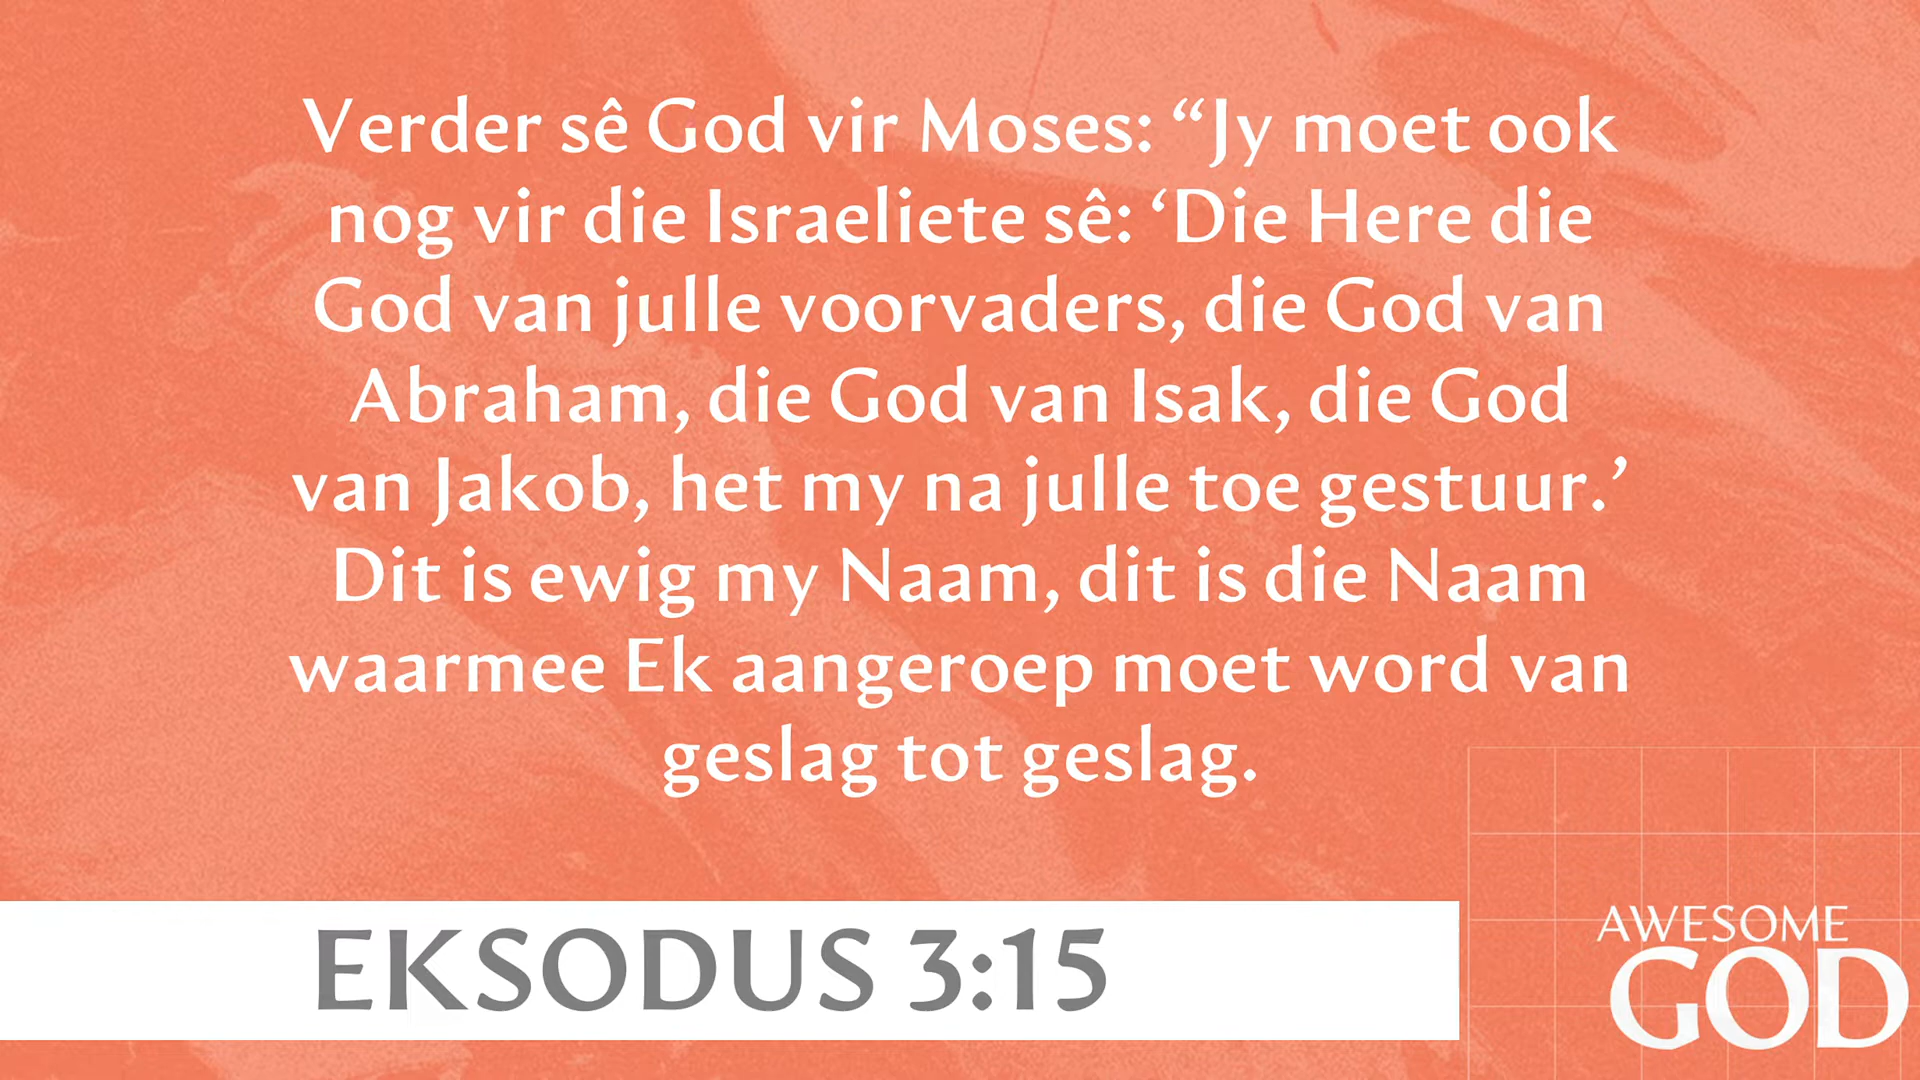 Verder sê God vir Moses: “Jy moet ook
nog vir die Israeliete sê: ‘Die Here die
God van julle voorvaders, die God van
Abraham, die God van Isak, die God
van Jakob, het my na julle toe gestuur.’
Dit is ewig my Naam, dit is die Naam
waarmee Ek aangeroep moet word van
geslag tot geslag.
EKSODUS 3:15
AWESOME
GOD